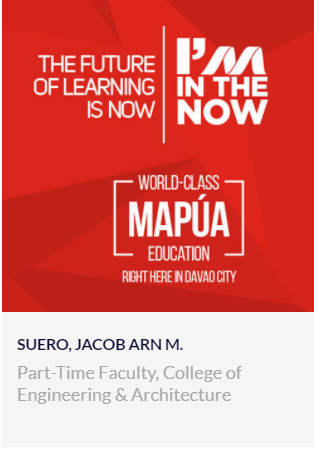 THE FUTURE
OF LEARNING
IS NOW
I'M
IN THE
NOW
WORLD-CLASS
MAPÚA
EDUCATION
RIGHT HERE IN DAVAO CITY
SUERO, JACOB ARN M.
Part-Time Faculty, College of
Engineering & Architecture